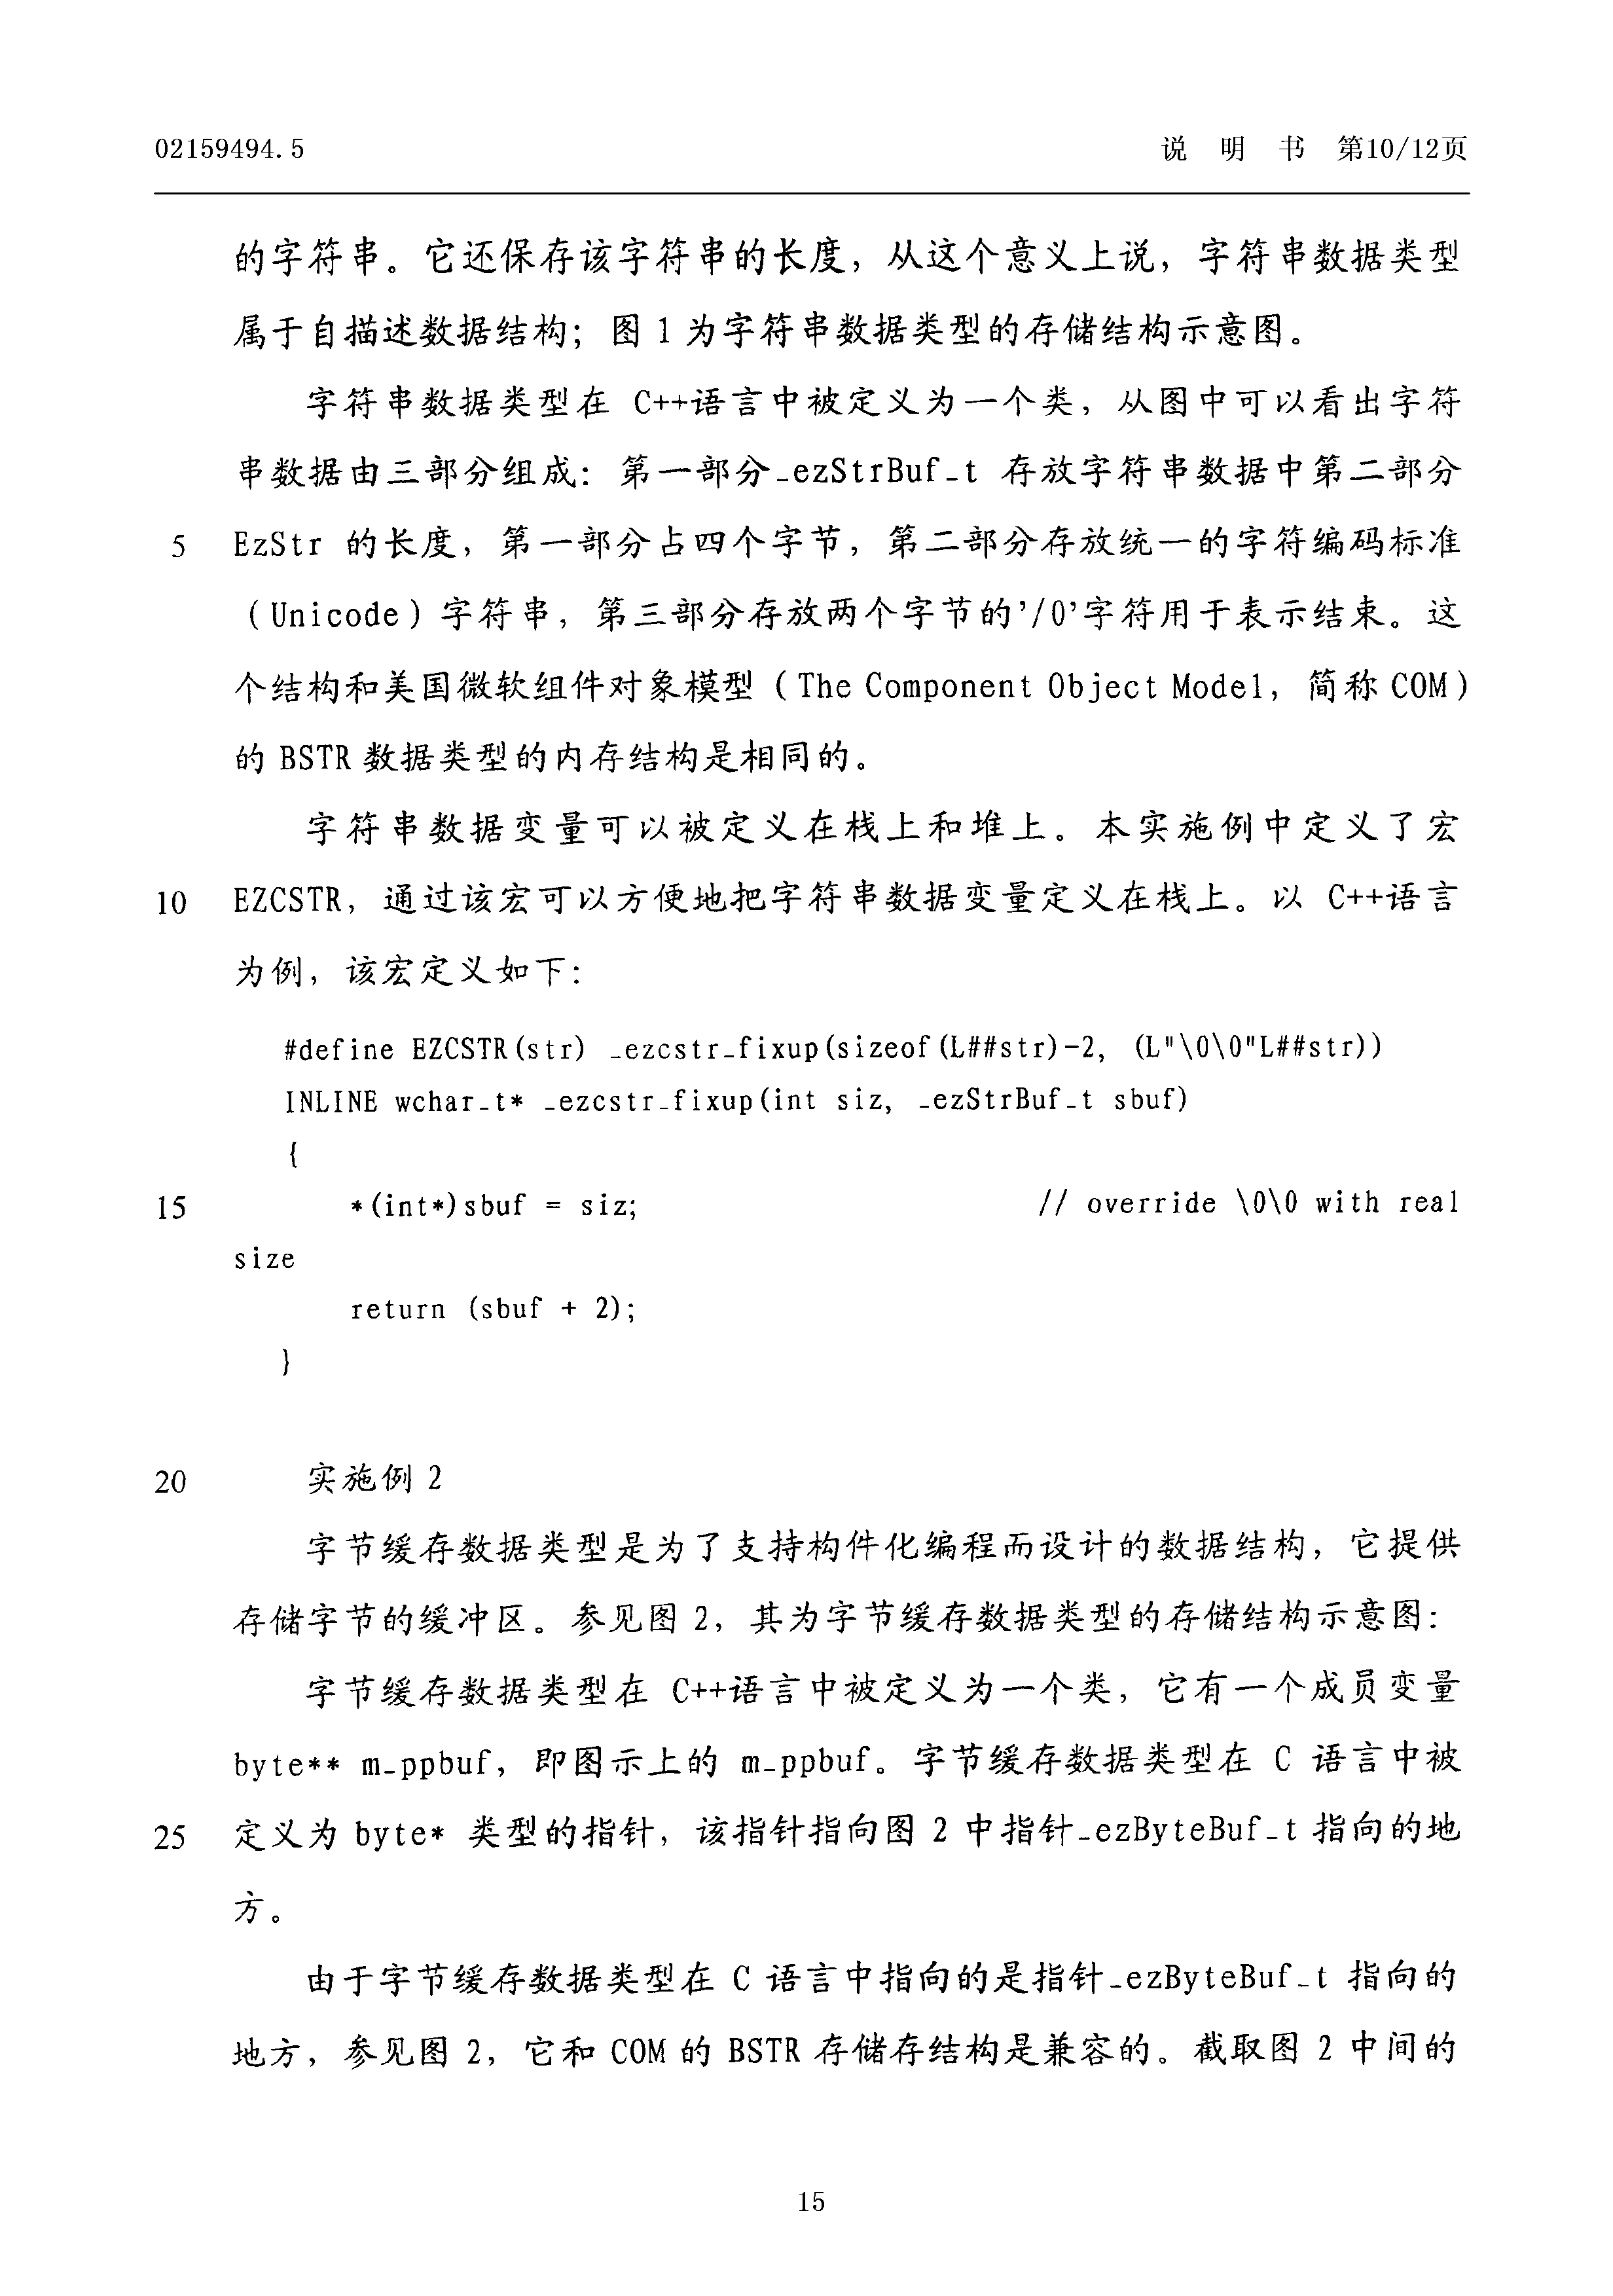 02159494.5 说 明 书 第10/12页
的字符串。它还保存该字符串的长度，从这个意义上说，字符串数据类型
属于自描述数据结构；图 1 为字符串数据类型的存储结构示意图。
字符串数据类型在 C++语言中被定义为一个类，从图中可以看出字符
串数据由三部分组成：第一部分_ezStrBuf_t 存放字符串数据中第二部分
5 EzStr 的长度，第一部分占四个字节，第二部分存放统一的字符编码标准
（Unicode）字符串，第三部分存放两个字节的’/0’字符用于表示结束。这
个结构和美国微软组件对象模型（The Component Object Model，简称 COM）
的 BSTR 数据类型的内存结构是相同的。
字符串数据变量可以被定义在栈上和堆上。本实施例中定义了宏
10 EZCSTR，通过该宏可以方便地把字符串数据变量定义在栈上。以 C++语言
为例，该宏定义如下：
#define EZCSTR(str) _ezcstr_fixup(sizeof(L##str)-2, (L"\0\0"L##str))
INLINE wchar_t* _ezcstr_fixup(int siz, _ezStrBuf_t sbuf)
{
15 *(int*)sbuf = siz; // override \0\0 with real
size
return (sbuf + 2);
}
20 实施例 2
字节缓存数据类型是为了支持构件化编程而设计的数据结构，它提供
存储字节的缓冲区。参见图 2，其为字节缓存数据类型的存储结构示意图：
字节缓存数据类型在 C++语言中被定义为一个类，它有一个成员变量
byte** m_ppbuf，即图示上的 m_ppbuf。字节缓存数据类型在 C 语言中被
25 定义为 byte* 类型的指针，该指针指向图 2 中指针_ezByteBuf_t 指向的地
方。
由于字节缓存数据类型在 C 语言中指向的是指针_ezByteBuf_t 指向的
地方，参见图 2，它和 COM 的 BSTR 存储存结构是兼容的。截取图 2 中间的
15